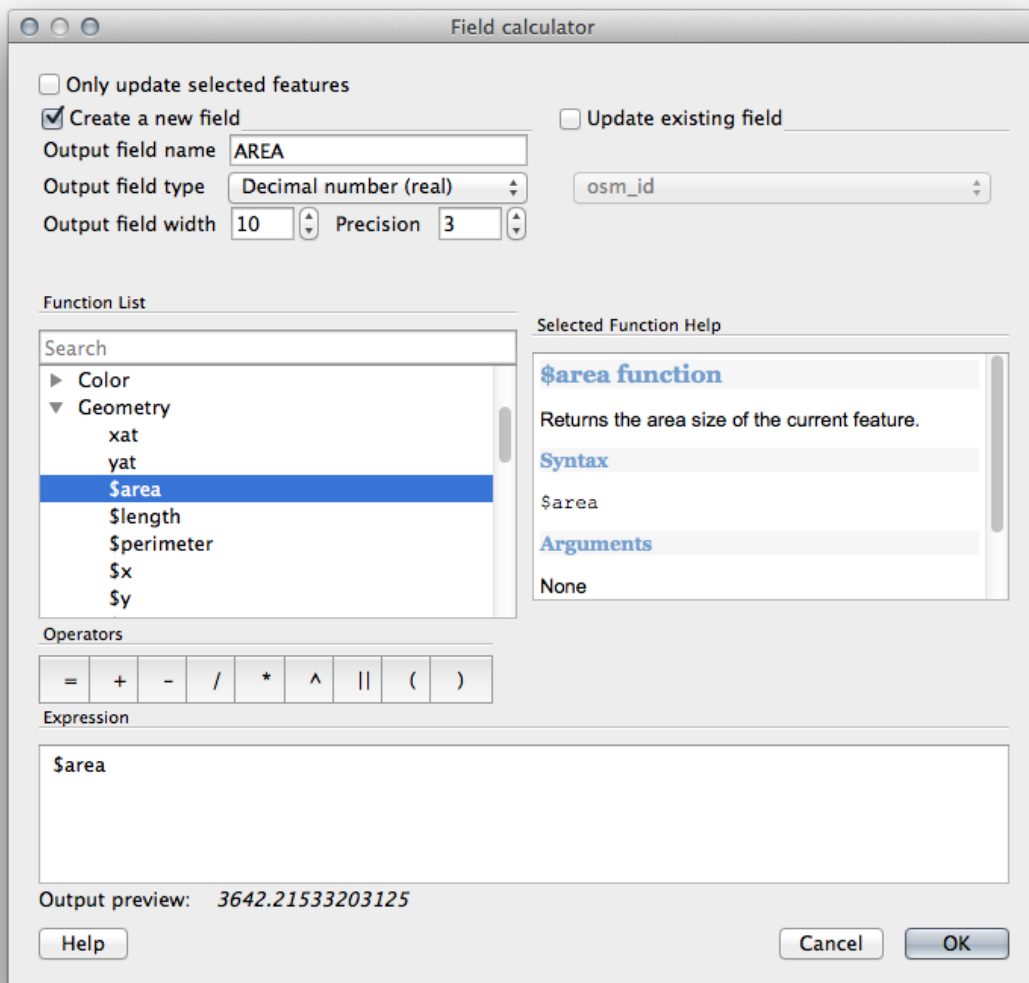 Field calculator
Only update selected features
Create a new field
Update existing field
Output field name AREA
Output field type Decimal number (real)
osm_id
Output field width 10 Precision 3
Function List
Selected Function Help
Search
Color
Geometry
xat
yat
$area
$length
$perimeter
$x
$y
$area function
Returns the area size of the current feature.
Syntax
$area
Arguments
None
Operators
= + - / * ^ || ( )
Expression
$area
Output preview: 3642.21533203125
Help
Cancel
OK